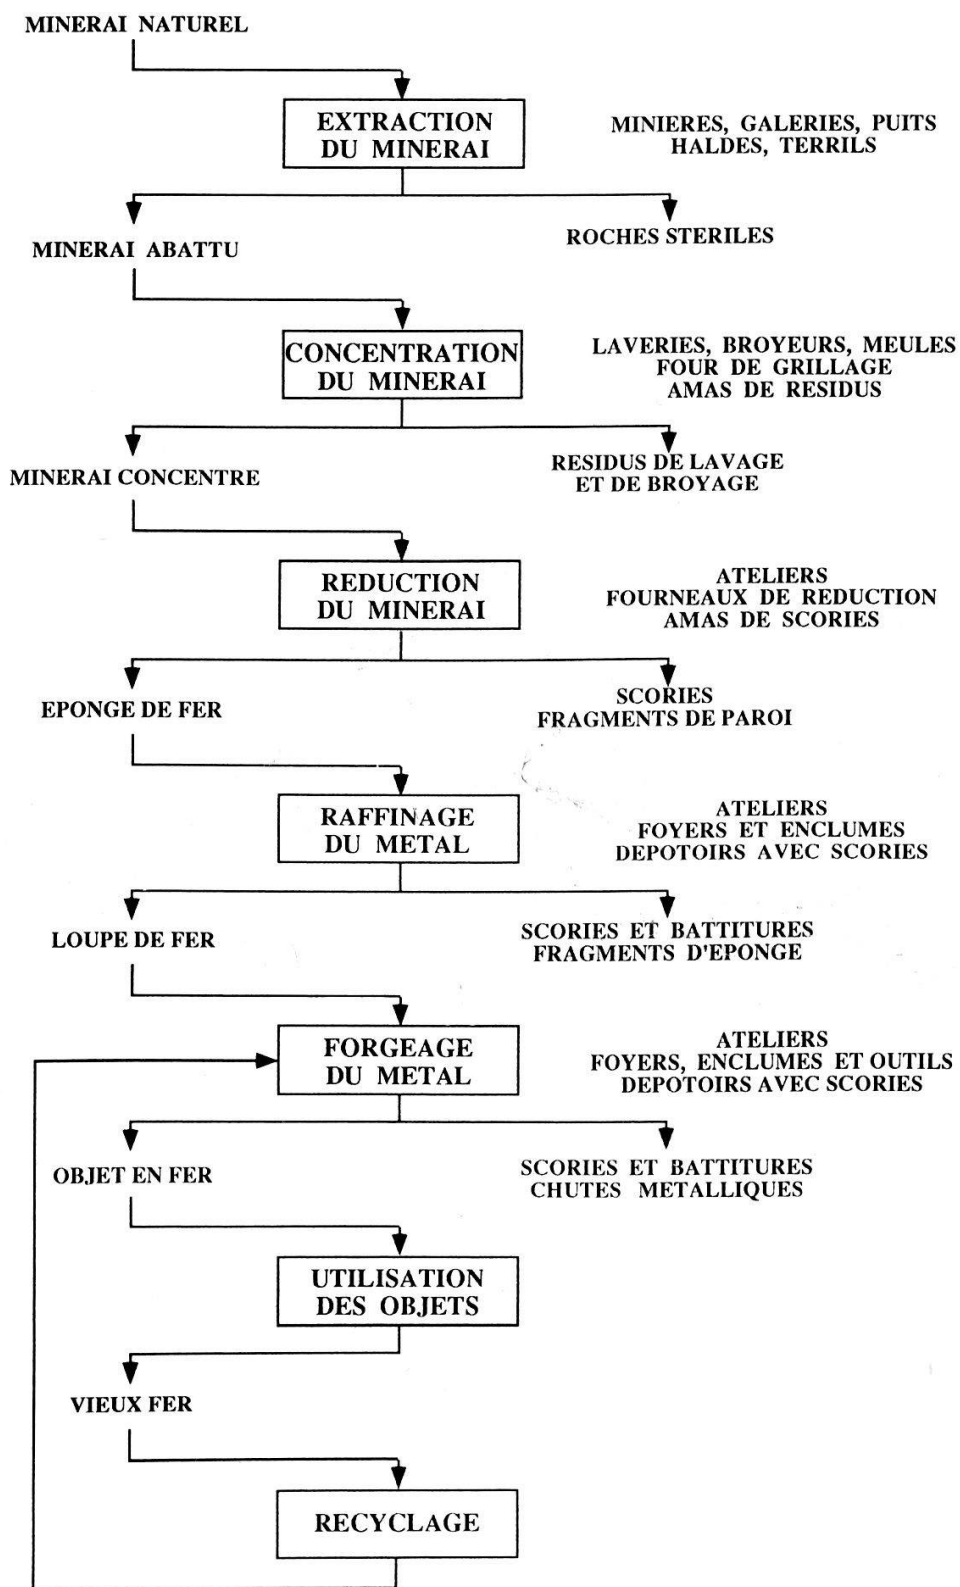 MINERAI NATUREL
EXTRACTION
DU MINERAI
MINIERES, GALERIES, PUITS
HALDES, TERRILS
MINERAI ABATTU
ROCHES STERILES
CONCENTRATION
DU MINERAI
LAVERIES, BROYEURS, MEULES
FOUR DE GRILLAGE
AMAS DE RESIDUS
MINERAI CONCENTRE
RESIDUS DE LAVAGE
ET DE BROYAGE
REDUCTION
DU MINERAI
ATELIERS
FOURNEAUX DE REDUCTION
AMAS DE SCORIES
EPONGE DE FER
SCORIES
FRAGMENTS DE PAROI
RAFFINAGE
DU METAL
ATELIERS
FOYERS ET ENCLUMES
DEPOTOIRS AVEC SCORIES
LOUPE DE FER
SCORIES ET BATTITURES
FRAGMENTS D'EPONGE
FORGEAGE
DU METAL
ATELIERS
FOYERS, ENCLUMES ET OUTILS
DEPOTOIRS AVEC SCORIES
OBJET EN FER
SCORIES ET BATTITURES
CHUTES METALLIQUES
UTILISATION
DES OBJETS
VIEUX FER
RECYCLAGE